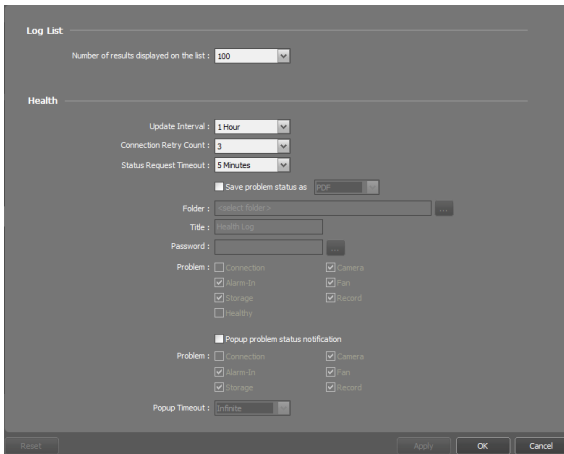 Log List
Number of results displayed on the list : 100
Health
Update Interval : 1 Hour
Connection Retry Count : 3
Status Request Timeout : 5 Minutes
Save problem status as PDF
Folder : <select folder> ...
Title : Health Log
Password : ...
Problem : Connection Camera
Alarm-In Fan
Storage Record
Healthy
Popup problem status notification
Problem : Connection Camera
Alarm-In Fan
Storage Record
Popup Timeout : Infinite
Reset Apply OK Cancel